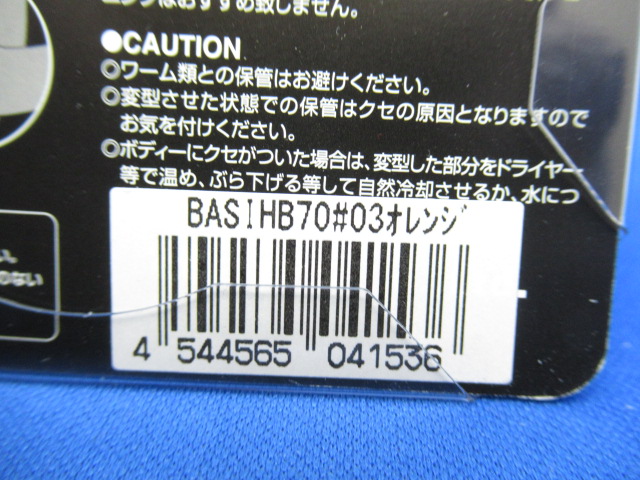 はおすすめ致しません。
●CAUTION
◎ワーム類との保管はお避けください。
◎変型させた状態での保管はクセの原因となりますので
お気を付けください。
◎ボディーにクセがついた場合は、変型した部分をドライヤー
等で温め、ぶら下げる等して自然冷却させるか、水につ
BASIHB70#03オレンジ
4 544565 041536
のない